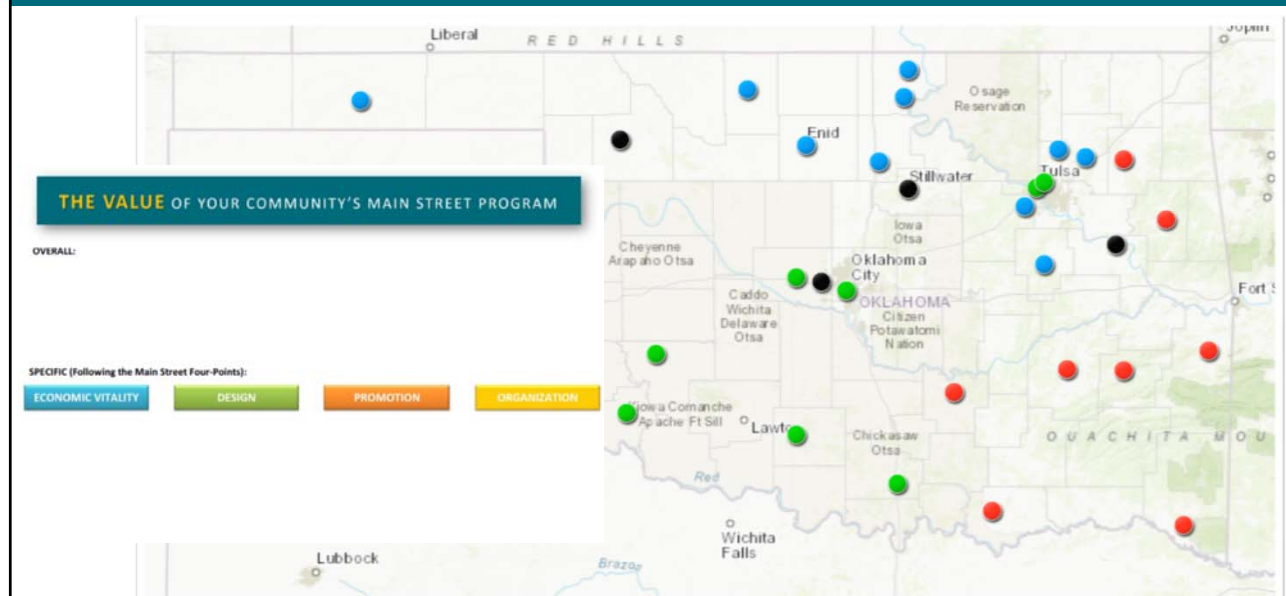 Liberal
RED HILLS
Joplin
Osage
Reservation
Enid
Stillwater
Tulsa
THE VALUE OF YOUR COMMUNITY'S MAIN STREET PROGRAM
Iowa
Otsa
OVERALL:
Cheyenne
Arapaho Otsa
Oklahoma
City
Caddo
Wichita
Delaware
Otsa
OKLAHOMA
Citizen
Potawatomi
Nation
Fort S
SPECIFIC (Following the Main Street Four-Points):
ECONOMIC VITALITY
DESIGN
PROMOTION
ORGANIZATION
Kiowa Comanche
Apache Ft Sill
Lawto
Chickasaw
Otsa
OUACHITA MOU
Red
Wichita
Falls
Lubbock
Brazos